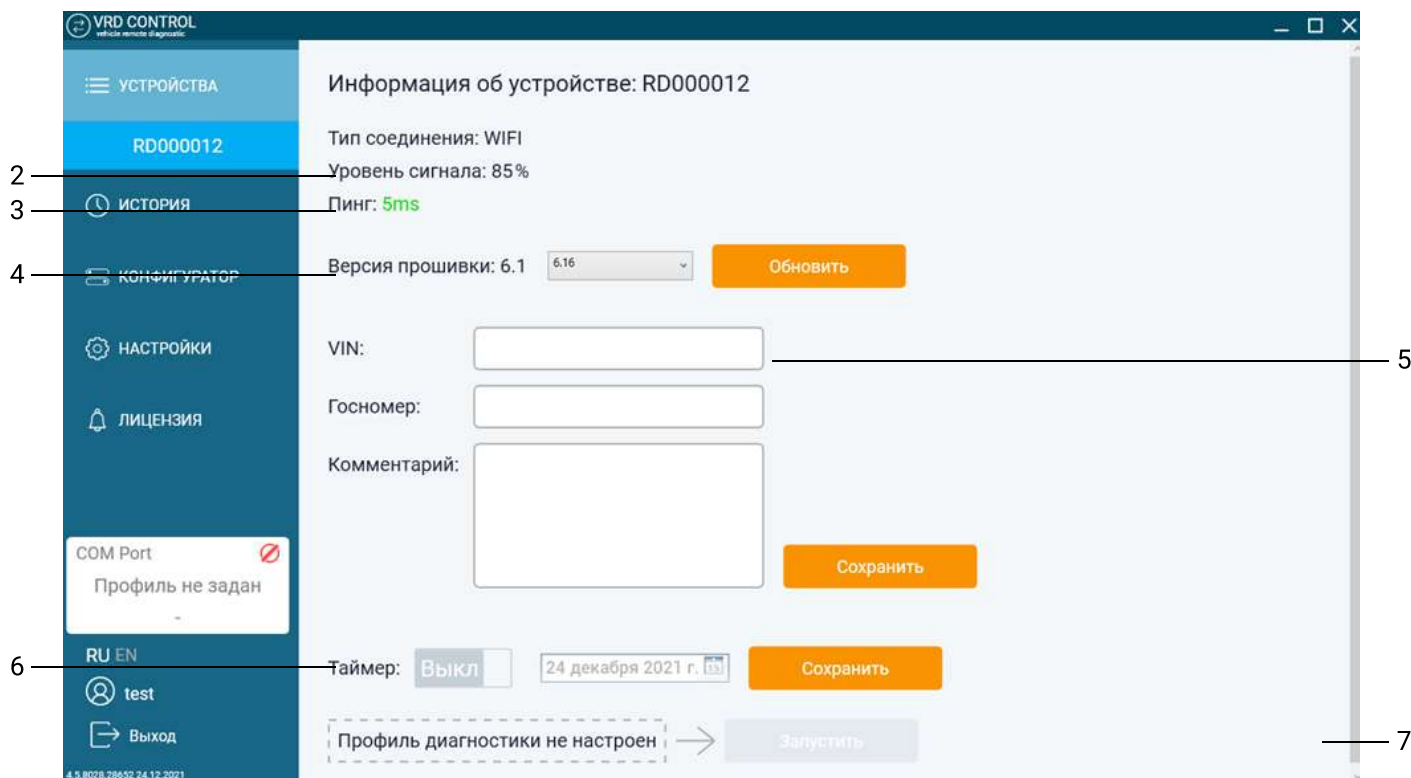 VRD CONTROL
vehicle remote diagnostic
УСТРОЙСТВА
RD000012
ИСТОРИЯ
КОНФИГУРАТОР
НАСТРОЙКИ
ЛИЦЕНЗИЯ
COM Port
Профиль не задан
-
RU EN
test
Выход
4.5.8028.28652 24.12.2021
Информация об устройстве: RD000012
Тип соединения: WIFI
2
Уровень сигнала: 85%
3
Пинг: 5ms
4
Версия прошивки: 6.1 6.16 Обновить
VIN:
5
Госномер:
Комментарий:
Сохранить
6
Таймер: Выкл 24 декабря 2021 г. 15 Сохранить
Профиль диагностики не настроен Запустить
7